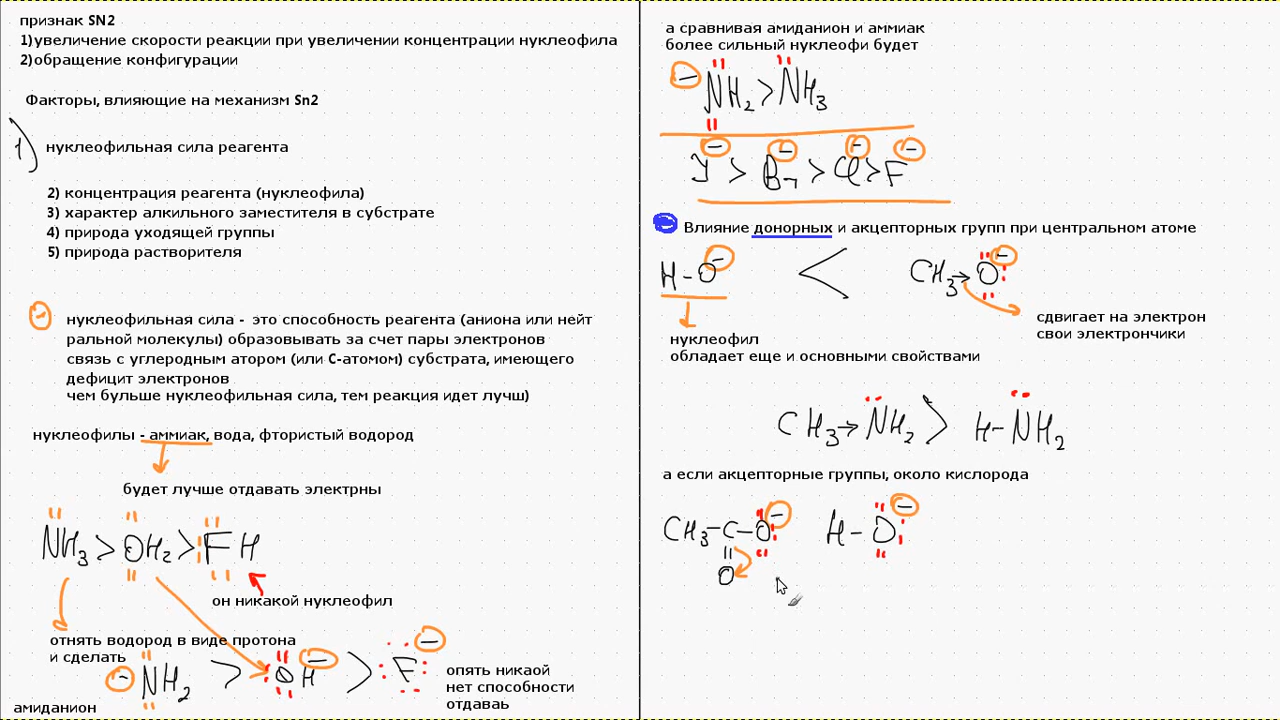 признак SN2
1)увеличение скорости реакции при увеличении концентрации нуклеофила
2)обращение конфигурации
Факторы, влияющие на механизм Sn2
1) нуклеофильная сила реагента
2) концентрация реагента (нуклеофила)
3) характер алкильного заместителя в субстрате
4) природа уходящей группы
5) природа растворителя
нуклеофильная сила - это способность реагента (аниона или нейт
ральной молекулы) образовывать за счет пары электронов
связь с углеродным атором (или С-атомом) субстрата, имеющего
дефицит электронов
чем бульше нуклеофильная сила, тем реакция идет лучш)
нуклеофилы - аммиак, вода, фтористый водород
будет лучше отдавать электрны
NH3 > OH2 > FH
он никакой нуклеофил
отнять водород в виде протона
и сделать
NH2 > OH > F
опять никаой
нет способности
отдаваь
амиданион
а сравнивая амиданион и аммиак
более сильный нуклеофи будет
NH2 > NH3
J > Br > Cl > F
Влияние донорных и акцепторных групп при центральном атоме
H-O < CH3→O
сдвигает на электрон
свои электрончики
нуклеофил
обладает еще и основными свойствами
CH3→NH2 > H-NH2
а если акцепторные группы, около кислорода
CH3-C-O H-O
O